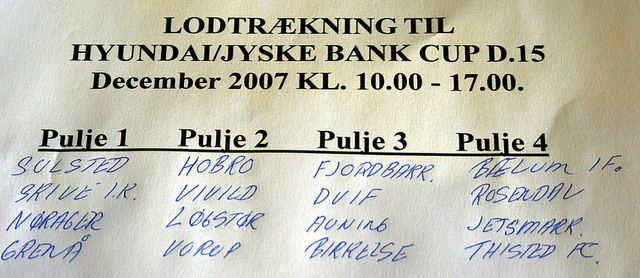 LODTRÆKNING TIL
HYUNDAI/JYSKE BANK CUP D.15
December 2007 KL. 10.00 - 17.00.
Pulje 1 Pulje 2 Pulje 3 Pulje 4
SULSTED HOBRO FJORDBAKK. BÆLUM IF.
SKIVE I.K. VIVILD DVIF ROSENDAL
NØRAGER LØGSTØR AUNING JETSMARK.
GRENÅ VORUP BIRKELSE THISTED FC.